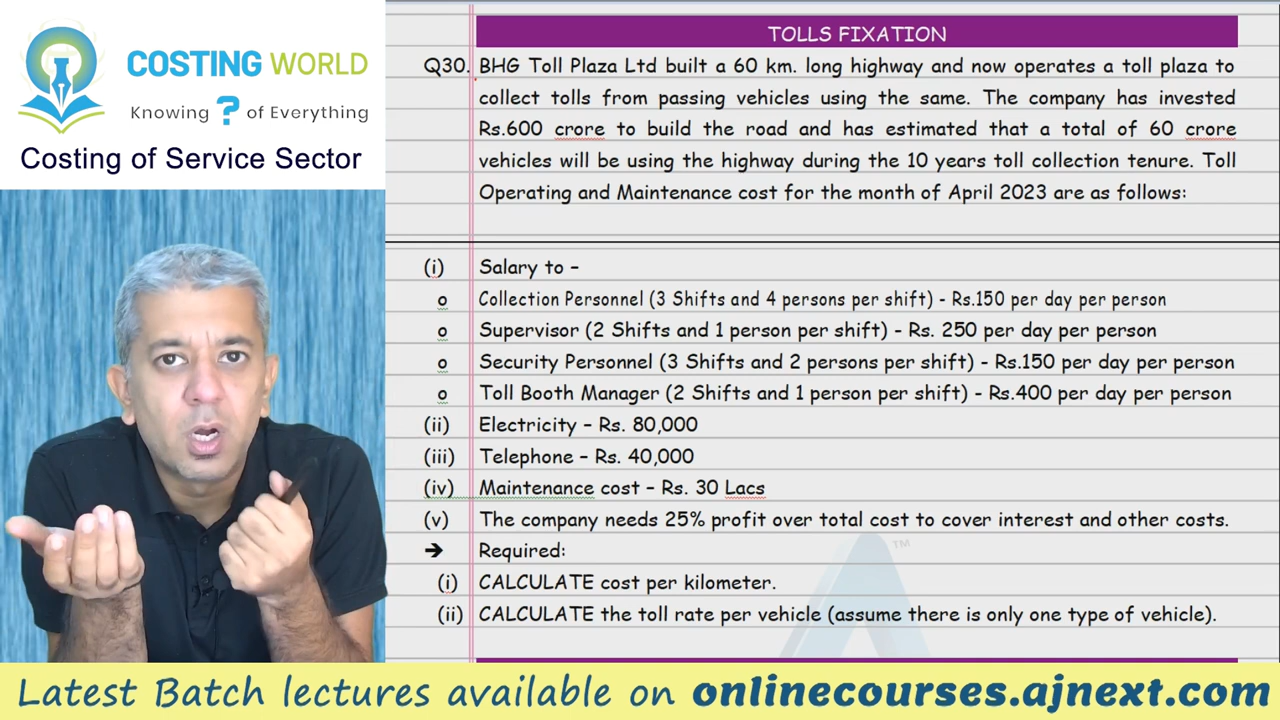 COSTING WORLD
Knowing ? of Everything
Costing of Service Sector
TOLLS FIXATION
Q30. BHG Toll Plaza Ltd built a 60 km. long highway and now operates a toll plaza to
collect tolls from passing vehicles using the same. The company has invested
Rs.600 crore to build the road and has estimated that a total of 60 crore
vehicles will be using the highway during the 10 years toll collection tenure. Toll
Operating and Maintenance cost for the month of April 2023 are as follows:
(i) Salary to –
o Collection Personnel (3 Shifts and 4 persons per shift) - Rs.150 per day per person
o Supervisor (2 Shifts and 1 person per shift) - Rs. 250 per day per person
o Security Personnel (3 Shifts and 2 persons per shift) - Rs.150 per day per person
o Toll Booth Manager (2 Shifts and 1 person per shift) - Rs.400 per day per person
(ii) Electricity – Rs. 80,000
(iii) Telephone – Rs. 40,000
(iv) Maintenance cost – Rs. 30 Lacs
(v) The company needs 25% profit over total cost to cover interest and other costs.
➔ Required:
(i) CALCULATE cost per kilometer.
(ii) CALCULATE the toll rate per vehicle (assume there is only one type of vehicle).
TM
Latest Batch lectures available on onlinecourses.ajnext.com